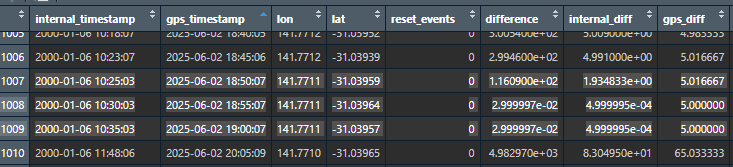 internal_timestamp gps_timestamp lon lat reset_events difference internal_diff gps_diff
1005 2000-01-06 10:18:07 2025-06-02 18:40:05 141.7712 -31.03952 0 3.005400e+02 5.009000e+00 4.983333
1006 2000-01-06 10:23:07 2025-06-02 18:45:06 141.7712 -31.03939 0 2.994600e+02 4.991000e+00 5.016667
1007 2000-01-06 10:25:03 2025-06-02 18:50:07 141.7711 -31.03959 0 1.160900e+02 1.934833e+00 5.016667
1008 2000-01-06 10:30:03 2025-06-02 18:55:07 141.7711 -31.03964 0 2.999997e-02 4.999995e-04 5.000000
1009 2000-01-06 10:35:03 2025-06-02 19:00:07 141.7711 -31.03957 0 2.999997e-02 4.999995e-04 5.000000
1010 2000-01-06 11:48:06 2025-06-02 20:05:09 141.7710 -31.03965 0 4.982970e+03 8.304950e+01 65.033333